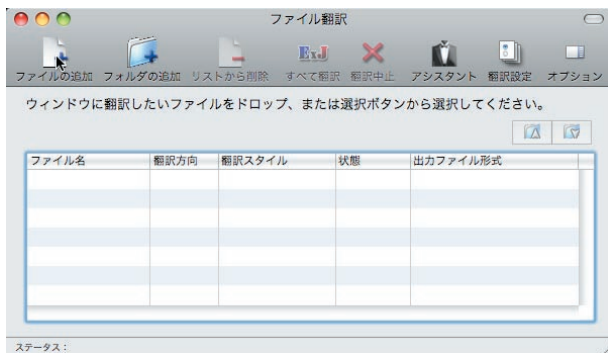 ファイル翻訳
ExJ
ファイルの追加 フォルダの追加 リストから削除 すべて翻訳 翻訳中止 アシスタント 翻訳設定 オプション
ウィンドウに翻訳したいファイルをドロップ、または選択ボタンから選択してください。
ファイル名 翻訳方向 翻訳スタイル 状態 出力ファイル形式
ステータス：